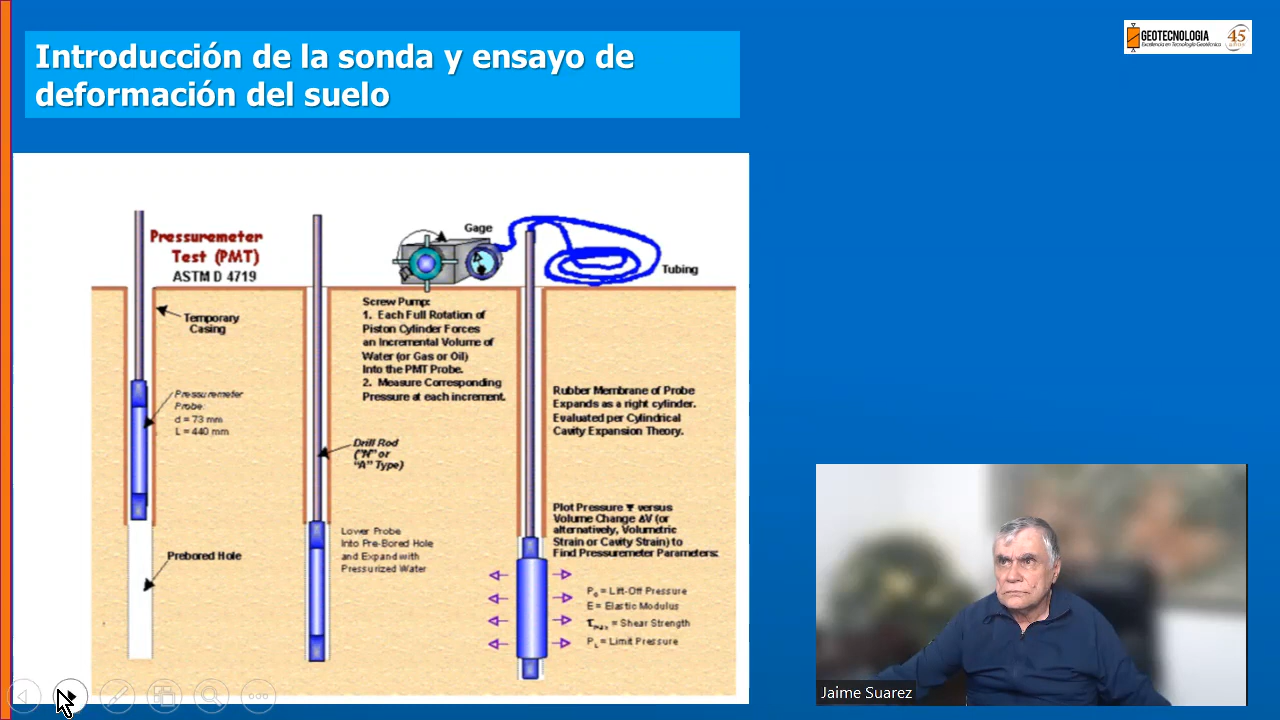 Introducción de la sonda y ensayo de
deformación del suelo
GEOTECNOLOGIA
Excelencia en Tecnología Geotécnica
45
Pressuremeter
Test (PMT)
ASTM D 4719
Temporary
Casing
Pressuremeter
Probe:
d = 73 mm
L = 440 mm
Prebored Hole
Drill Rod
("N" or
"A" Type)
Lower Probe
Into Pre-Bored Hole
and Expand with
Pressurized Water
Screw Pump:
1. Each Full Rotation of
Piston Cylinder Forces
an Incremental Volume of
Water (or Gas or Oil)
Into the PMT Probe.
2. Measure Corresponding
Pressure at each increment.
Gage
Tubing
Rubber Membrane of Probe
Expands as a right cylinder.
Evaluated per Cylindrical
Cavity Expansion Theory.
Plot Pressure Ψ versus
Volume Change ΔV (or
alternatively, Volumetric
Strain or Cavity Strain) to
Find Pressuremeter Parameters:
P₀ = Lift-Off Pressure
E = Elastic Modulus
τmax = Shear Strength
PL = Limit Pressure
Jaime Suarez